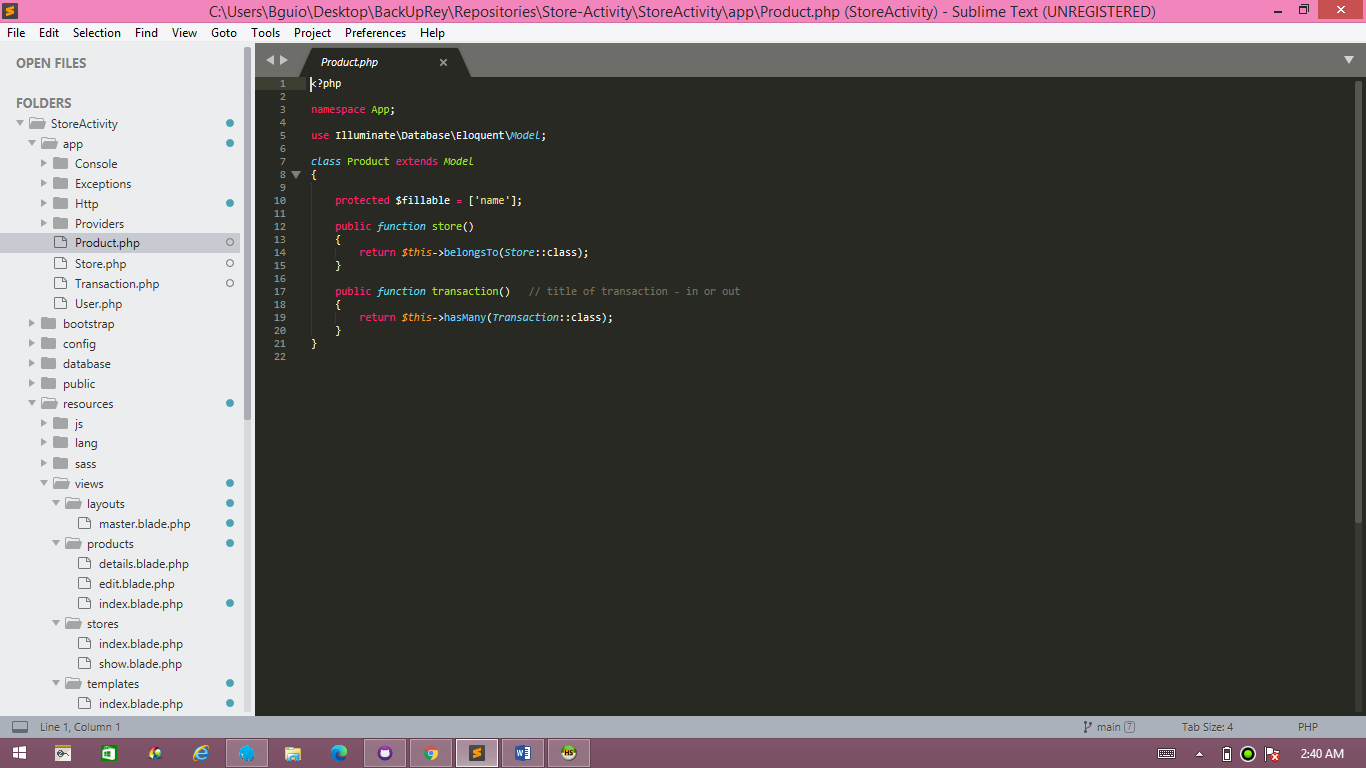 C:\Users\Bguio\Desktop\BackUpRey\Repositories\Store-Activity\StoreActivity\app\Product.php (StoreActivity) - Sublime Text (UNREGISTERED)
File Edit Selection Find View Goto Tools Project Preferences Help
OPEN FILES
FOLDERS
StoreActivity
app
Console
Exceptions
Http
Providers
Product.php
Store.php
Transaction.php
User.php
bootstrap
config
database
public
resources
js
lang
sass
views
layouts
master.blade.php
products
details.blade.php
edit.blade.php
index.blade.php
stores
index.blade.php
show.blade.php
templates
index.blade.php
Product.php
1 <?php
2
3 namespace App;
4
5 use Illuminate\Database\Eloquent\Model;
6
7 class Product extends Model
8 {
9
10 protected $fillable = ['name'];
11
12 public function store()
13 {
14 return $this->belongsTo(Store::class);
15 }
16
17 public function transaction() // title of transaction - in or out
18 {
19 return $this->hasMany(Transaction::class);
20 }
21 }
22
Line 1, Column 1 main 7 Tab Size: 4 PHP
2:40 AM